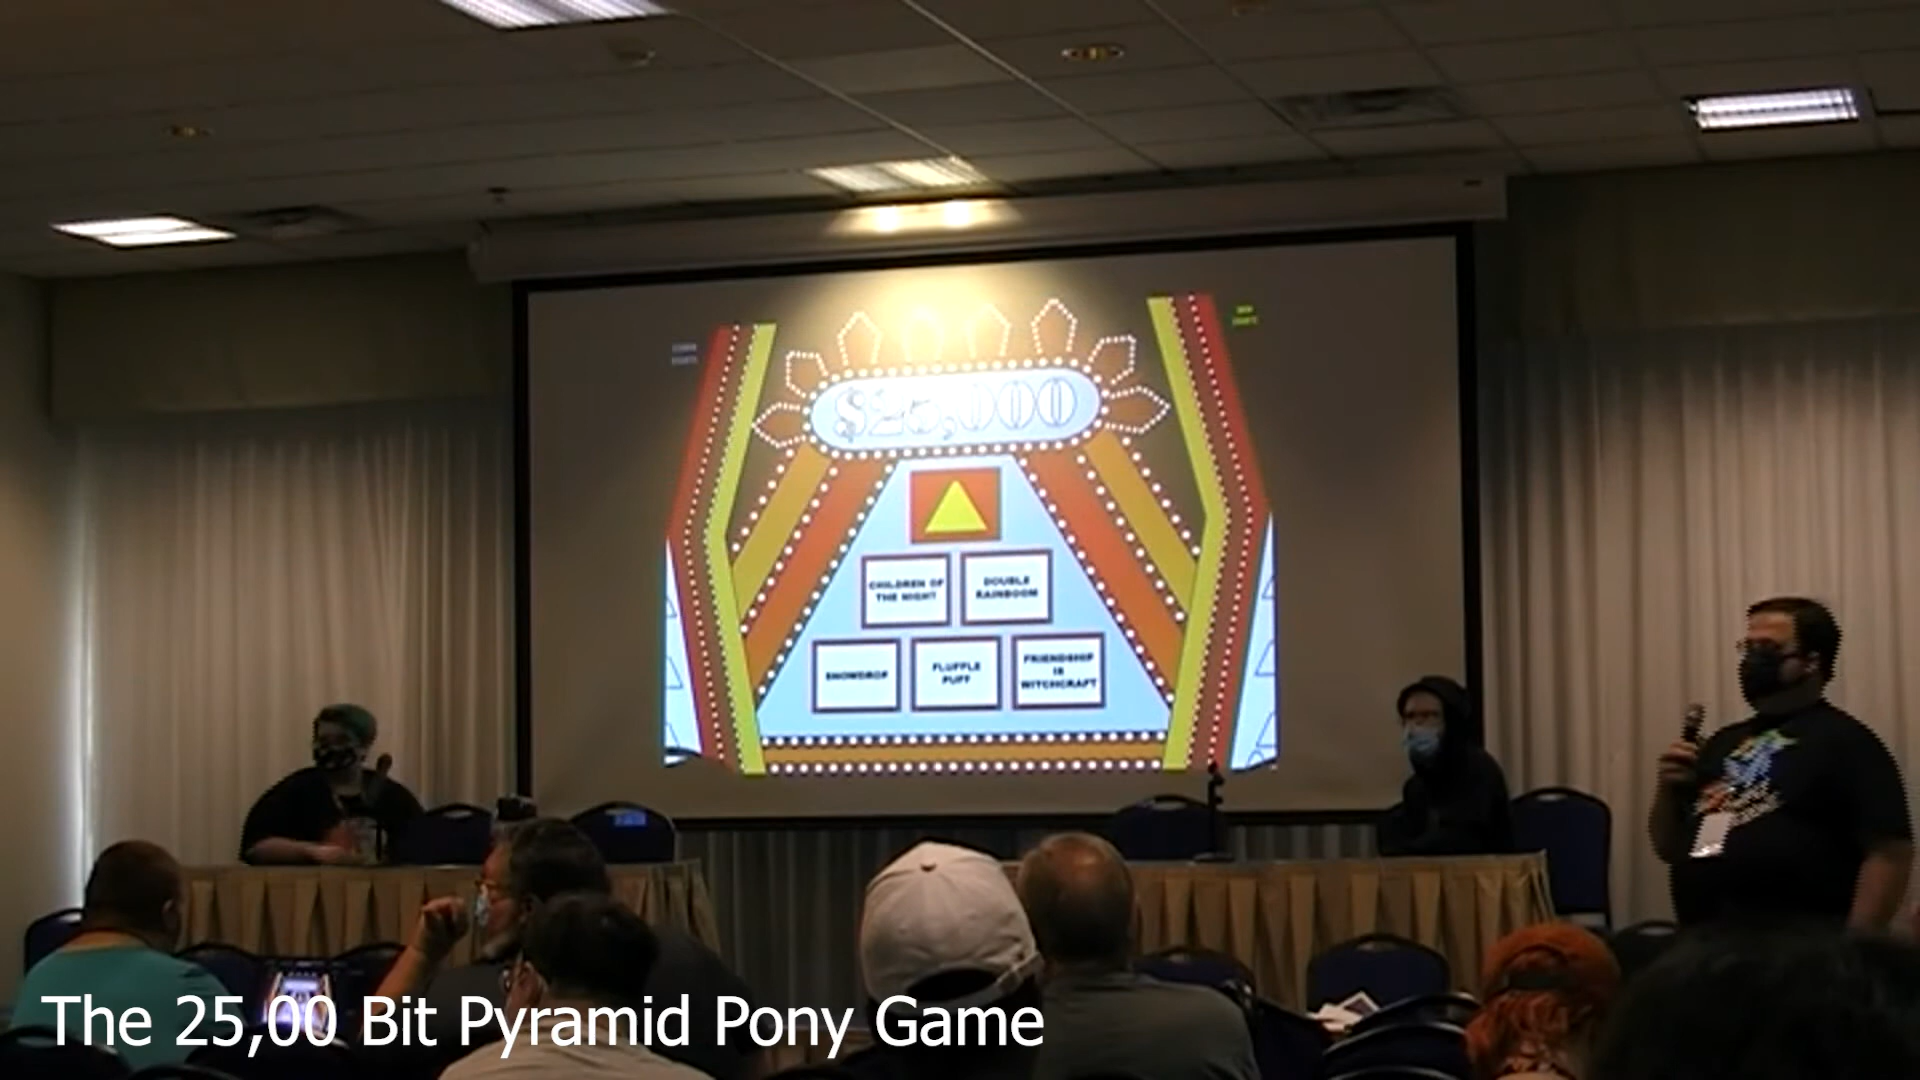 $25,000
CHILDREN OF
THE NIGHT
DOUBLE
RAINBOOM
SNOWDROP
FLUFFLE
PUFF
FRIENDSHIP
IS
WITCHCRAFT
The 25,00 Bit Pyramid Pony Game